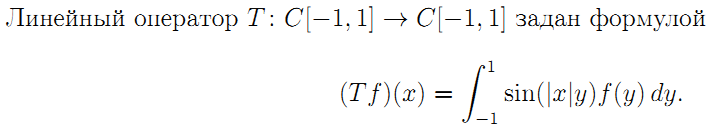 Линейный оператор T: C[−1, 1] → C[−1, 1] задан формулой
(Tf)(x) = ∫_{−1}^{1} sin(|x|y)f(y) dy.